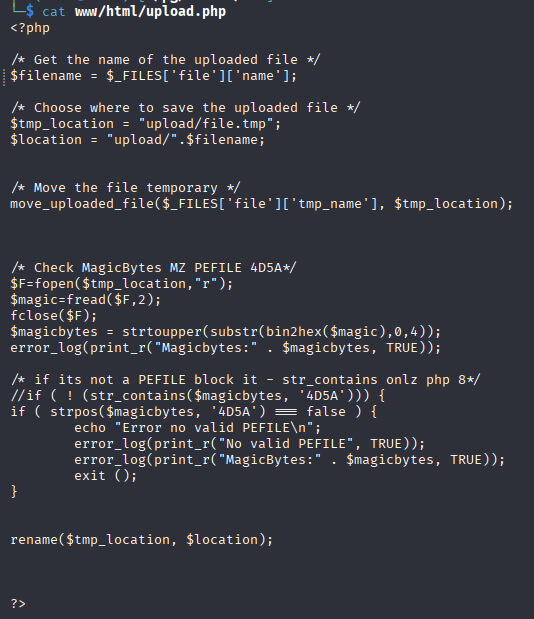 └─$ cat www/html/upload.php
<?php
/* Get the name of the uploaded file */
$filename = $_FILES['file']['name'];
/* Choose where to save the uploaded file */
$tmp_location = "upload/file.tmp";
$location = "upload/".$filename;
/* Move the file temporary */
move_uploaded_file($_FILES['file']['tmp_name'], $tmp_location);
/* Check MagicBytes MZ PEFILE 4D5A*/
$F=fopen($tmp_location,"r");
$magic=fread($F,2);
fclose($F);
$magicbytes = strtoupper(substr(bin2hex($magic),0,4));
error_log(print_r("Magicbytes:" . $magicbytes, TRUE));
/* if its not a PEFILE block it - str_contains onlz php 8*/
//if ( ! (str_contains($magicbytes, '4D5A'))) {
if ( strpos($magicbytes, '4D5A') === false ) {
echo "Error no valid PEFILE\n";
error_log(print_r("No valid PEFILE", TRUE));
error_log(print_r("MagicBytes:" . $magicbytes, TRUE));
exit ();
}
rename($tmp_location, $location);
?>